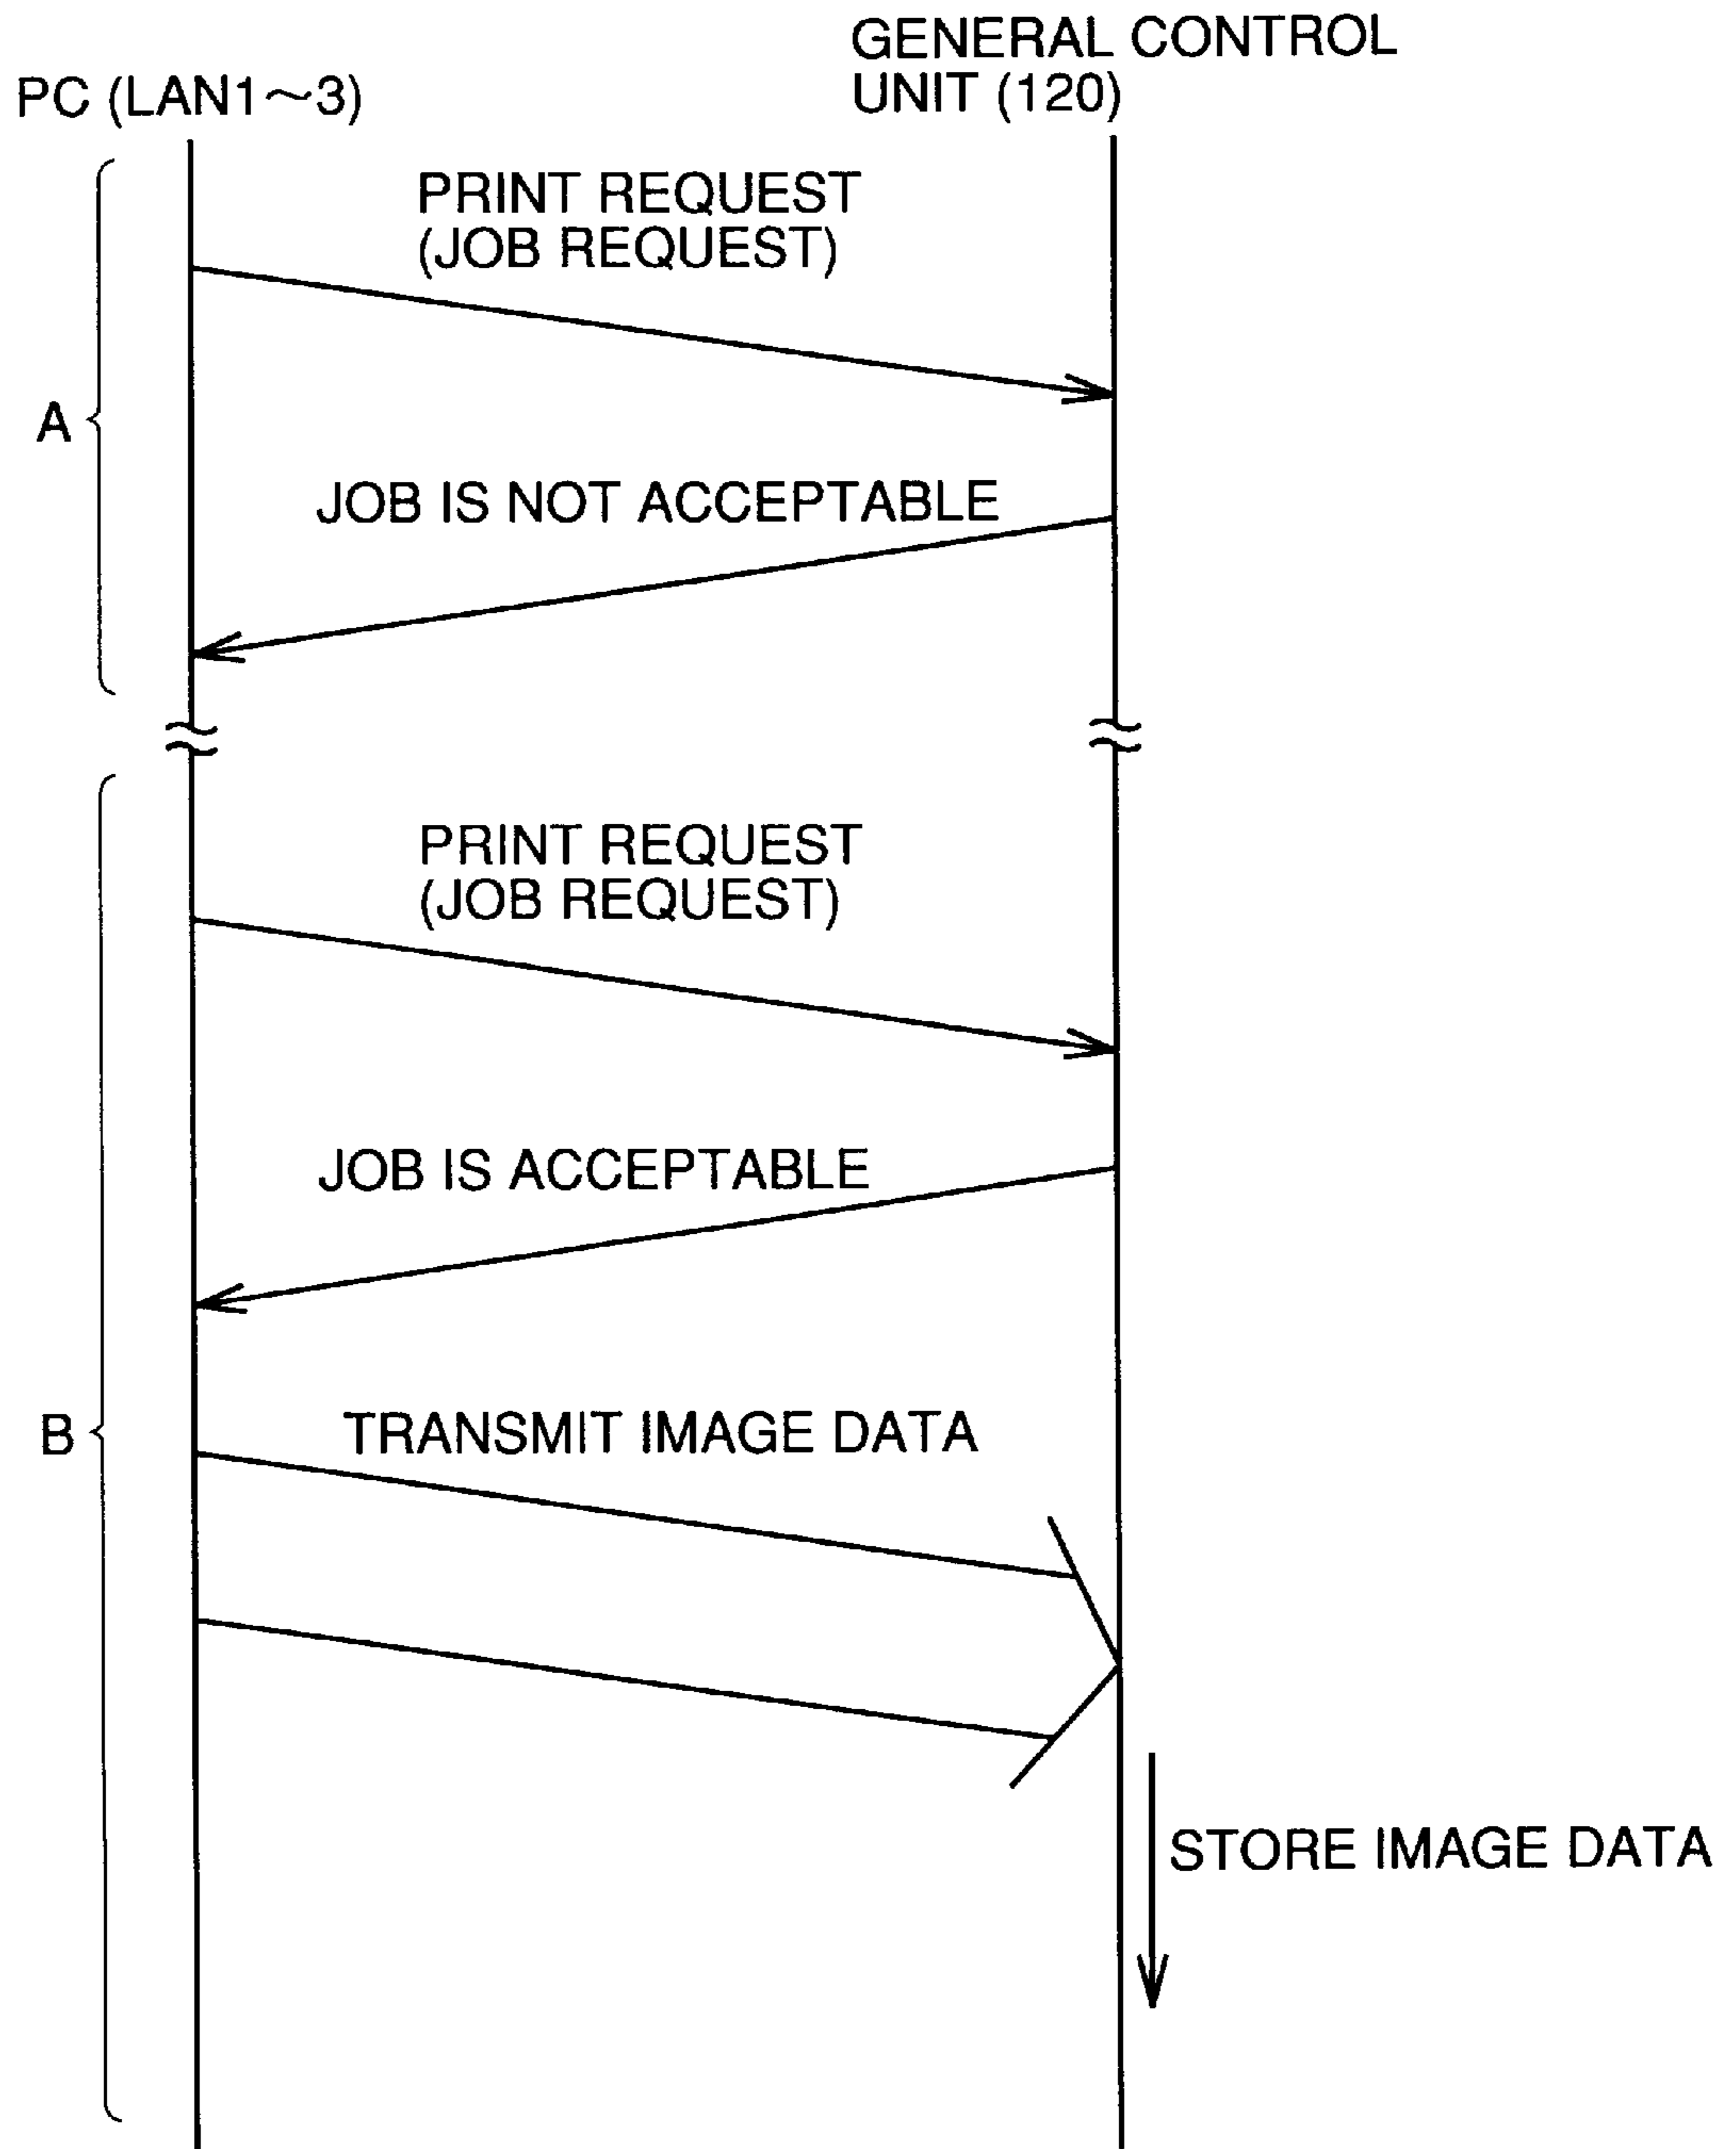 GENERAL CONTROL
UNIT (120)
PC (LAN1～3)
PRINT REQUEST
(JOB REQUEST)
A
JOB IS NOT ACCEPTABLE
PRINT REQUEST
(JOB REQUEST)
JOB IS ACCEPTABLE
B
TRANSMIT IMAGE DATA
STORE IMAGE DATA